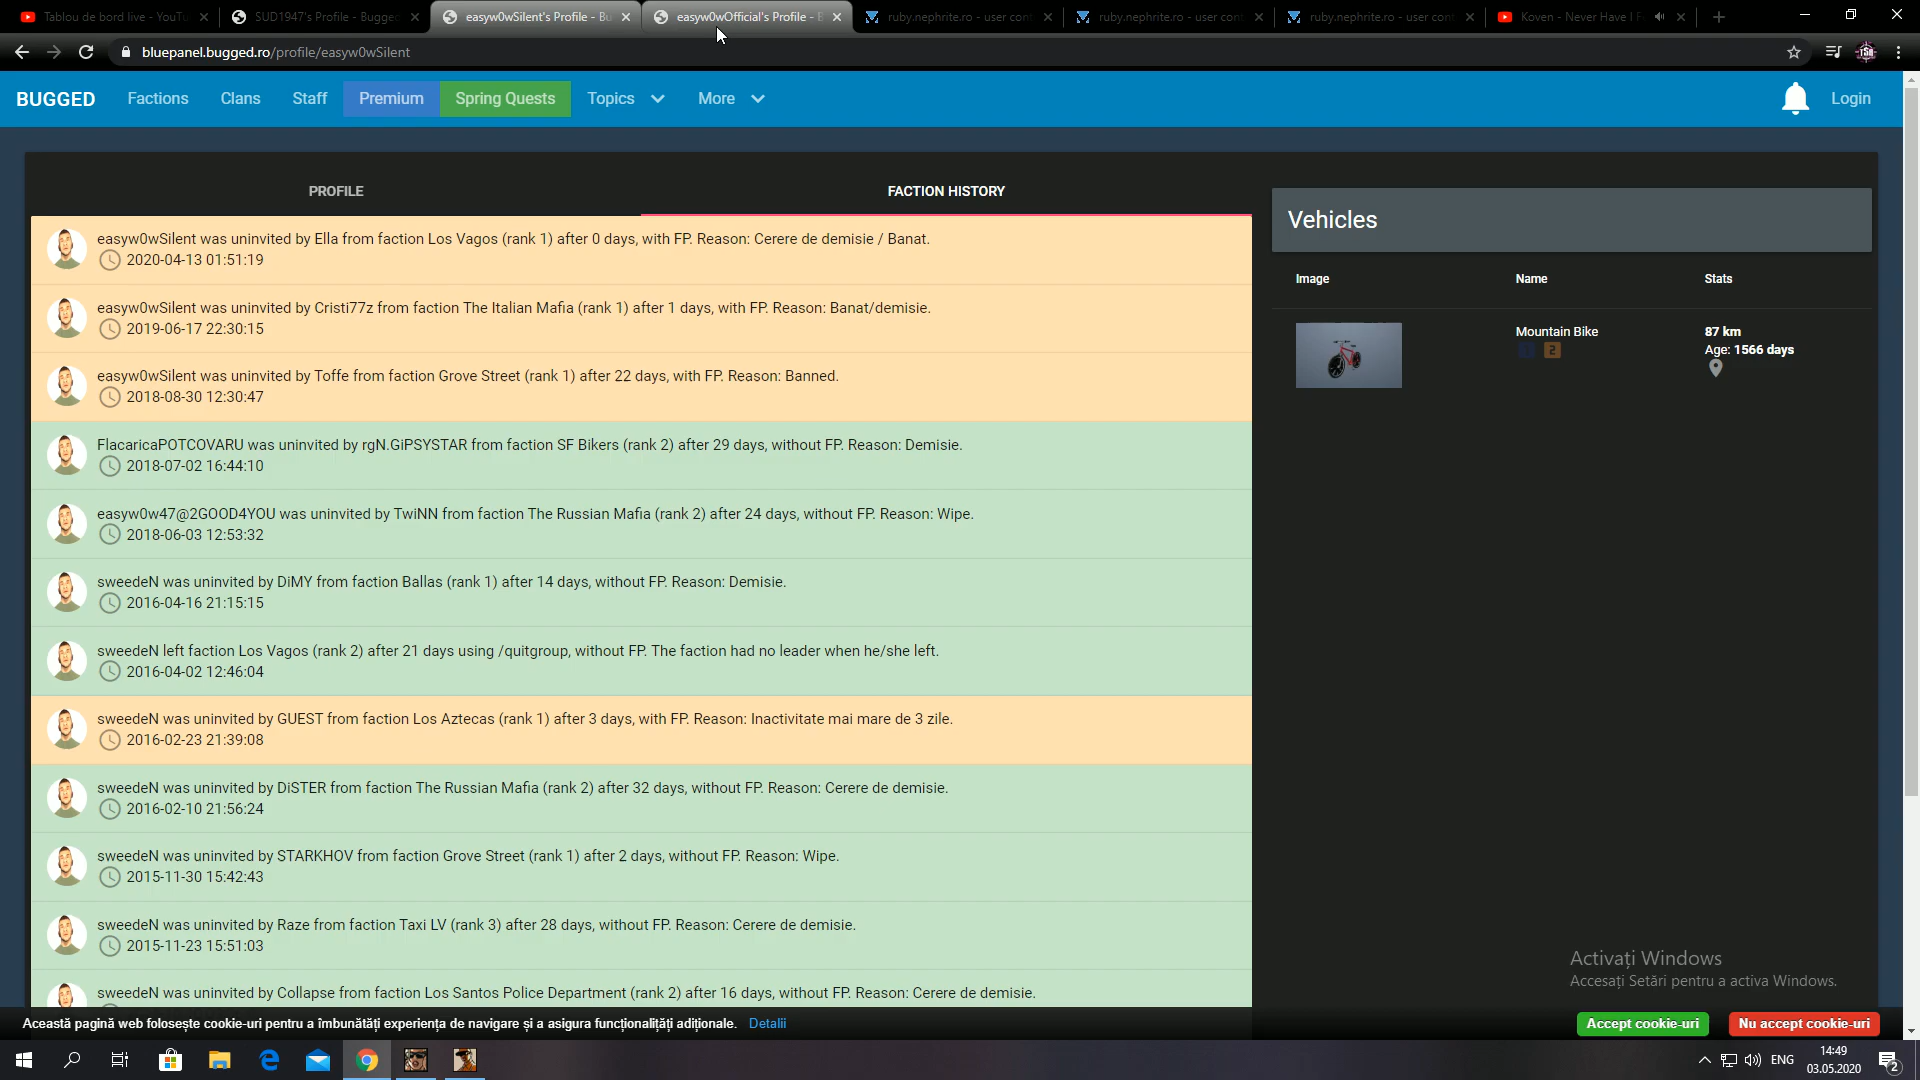 Tablou de bord live - YouTu
SUD1947's Profile - Bugged
easyw0wSilent's Profile - Bu
easyw0wOfficial's Profile - B
ruby.nephrite.ro - user cont
ruby.nephrite.ro - user cont
ruby.nephrite.ro - user cont
Koven - Never Have I F
bluepanel.bugged.ro/profile/easyw0wSilent
BUGGED
Factions
Clans
Staff
Premium
Spring Quests
Topics
More
Login
PROFILE
FACTION HISTORY
easyw0wSilent was uninvited by Ella from faction Los Vagos (rank 1) after 0 days, with FP. Reason: Cerere de demisie / Banat.
2020-04-13 01:51:19
easyw0wSilent was uninvited by Cristi77z from faction The Italian Mafia (rank 1) after 1 days, with FP. Reason: Banat/demisie.
2019-06-17 22:30:15
easyw0wSilent was uninvited by Toffe from faction Grove Street (rank 1) after 22 days, with FP. Reason: Banned.
2018-08-30 12:30:47
FlacaricaPOTCOVARU was uninvited by rgN.GiPSYSTAR from faction SF Bikers (rank 2) after 29 days, without FP. Reason: Demisie.
2018-07-02 16:44:10
easyw0w47@2GOOD4YOU was uninvited by TwiNN from faction The Russian Mafia (rank 2) after 24 days, without FP. Reason: Wipe.
2018-06-03 12:53:32
sweedeN was uninvited by DiMY from faction Ballas (rank 1) after 14 days, without FP. Reason: Demisie.
2016-04-16 21:15:15
sweedeN left faction Los Vagos (rank 2) after 21 days using /quitgroup, without FP. The faction had no leader when he/she left.
2016-04-02 12:46:04
sweedeN was uninvited by GUEST from faction Los Aztecas (rank 1) after 3 days, with FP. Reason: Inactivitate mai mare de 3 zile.
2016-02-23 21:39:08
sweedeN was uninvited by DiSTER from faction The Russian Mafia (rank 2) after 32 days, without FP. Reason: Cerere de demisie.
2016-02-10 21:56:24
sweedeN was uninvited by STARKHOV from faction Grove Street (rank 1) after 2 days, without FP. Reason: Wipe.
2015-11-30 15:42:43
sweedeN was uninvited by Raze from faction Taxi LV (rank 3) after 28 days, without FP. Reason: Cerere de demisie.
2015-11-23 15:51:03
sweedeN was uninvited by Collapse from faction Los Santos Police Department (rank 2) after 16 days, without FP. Reason: Cerere de demisie.
Vehicles
Image Name Stats
Mountain Bike
2
87 km
Age: 1566 days
Activați Windows
Accesați Setări pentru a activa Windows.
Această pagină web folosește cookie-uri pentru a îmbunătăți experiența de navigare și a asigura funcționalități adiționale. Detalii
Accept cookie-uri
Nu accept cookie-uri
ENG
14:49
03.05.2020
2